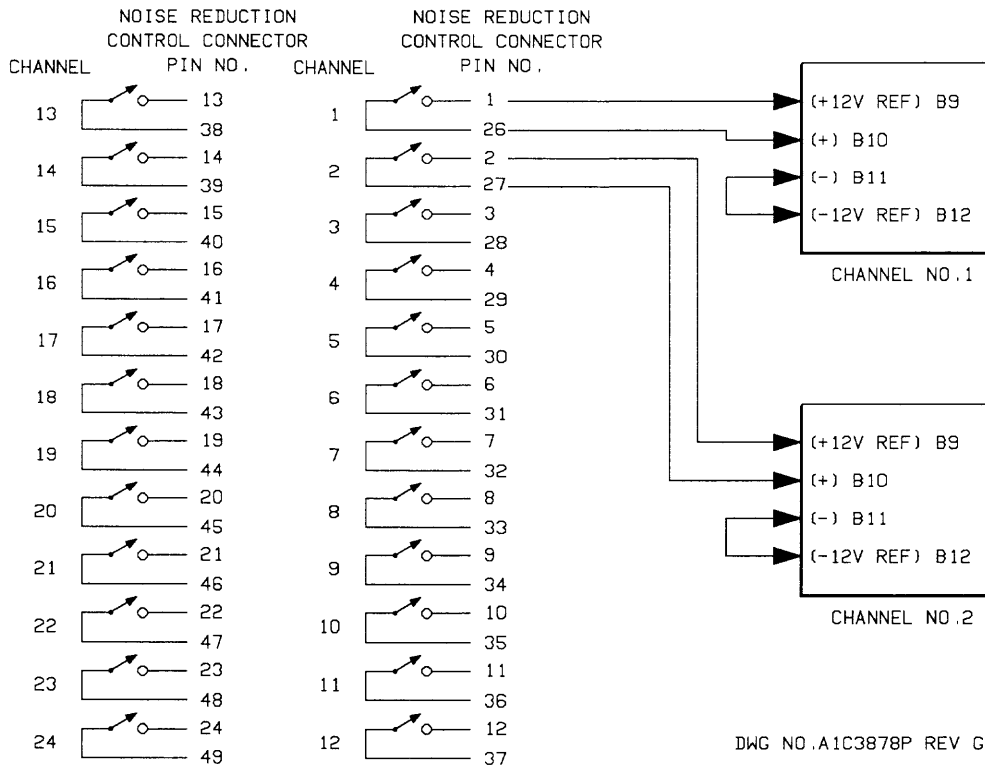 NOISE REDUCTION
CONTROL CONNECTOR
CHANNEL PIN NO.
13 13
38
14 14
39
15 15
40
16 16
41
17 17
42
18 18
43
19 19
44
20 20
45
21 21
46
22 22
47
23 23
48
24 24
49
NOISE REDUCTION
CONTROL CONNECTOR
CHANNEL PIN NO.
1 1
26
2 2
27
3 3
28
4 4
29
5 5
30
6 6
31
7 7
32
8 8
33
9 9
34
10 10
35
11 11
36
12 12
37
(+12V REF) B9
(+) B10
(-) B11
(-12V REF) B12
CHANNEL NO.1
(+12V REF) B9
(+) B10
(-) B11
(-12V REF) B12
CHANNEL NO.2
DWG NO.A1C3878P REV G